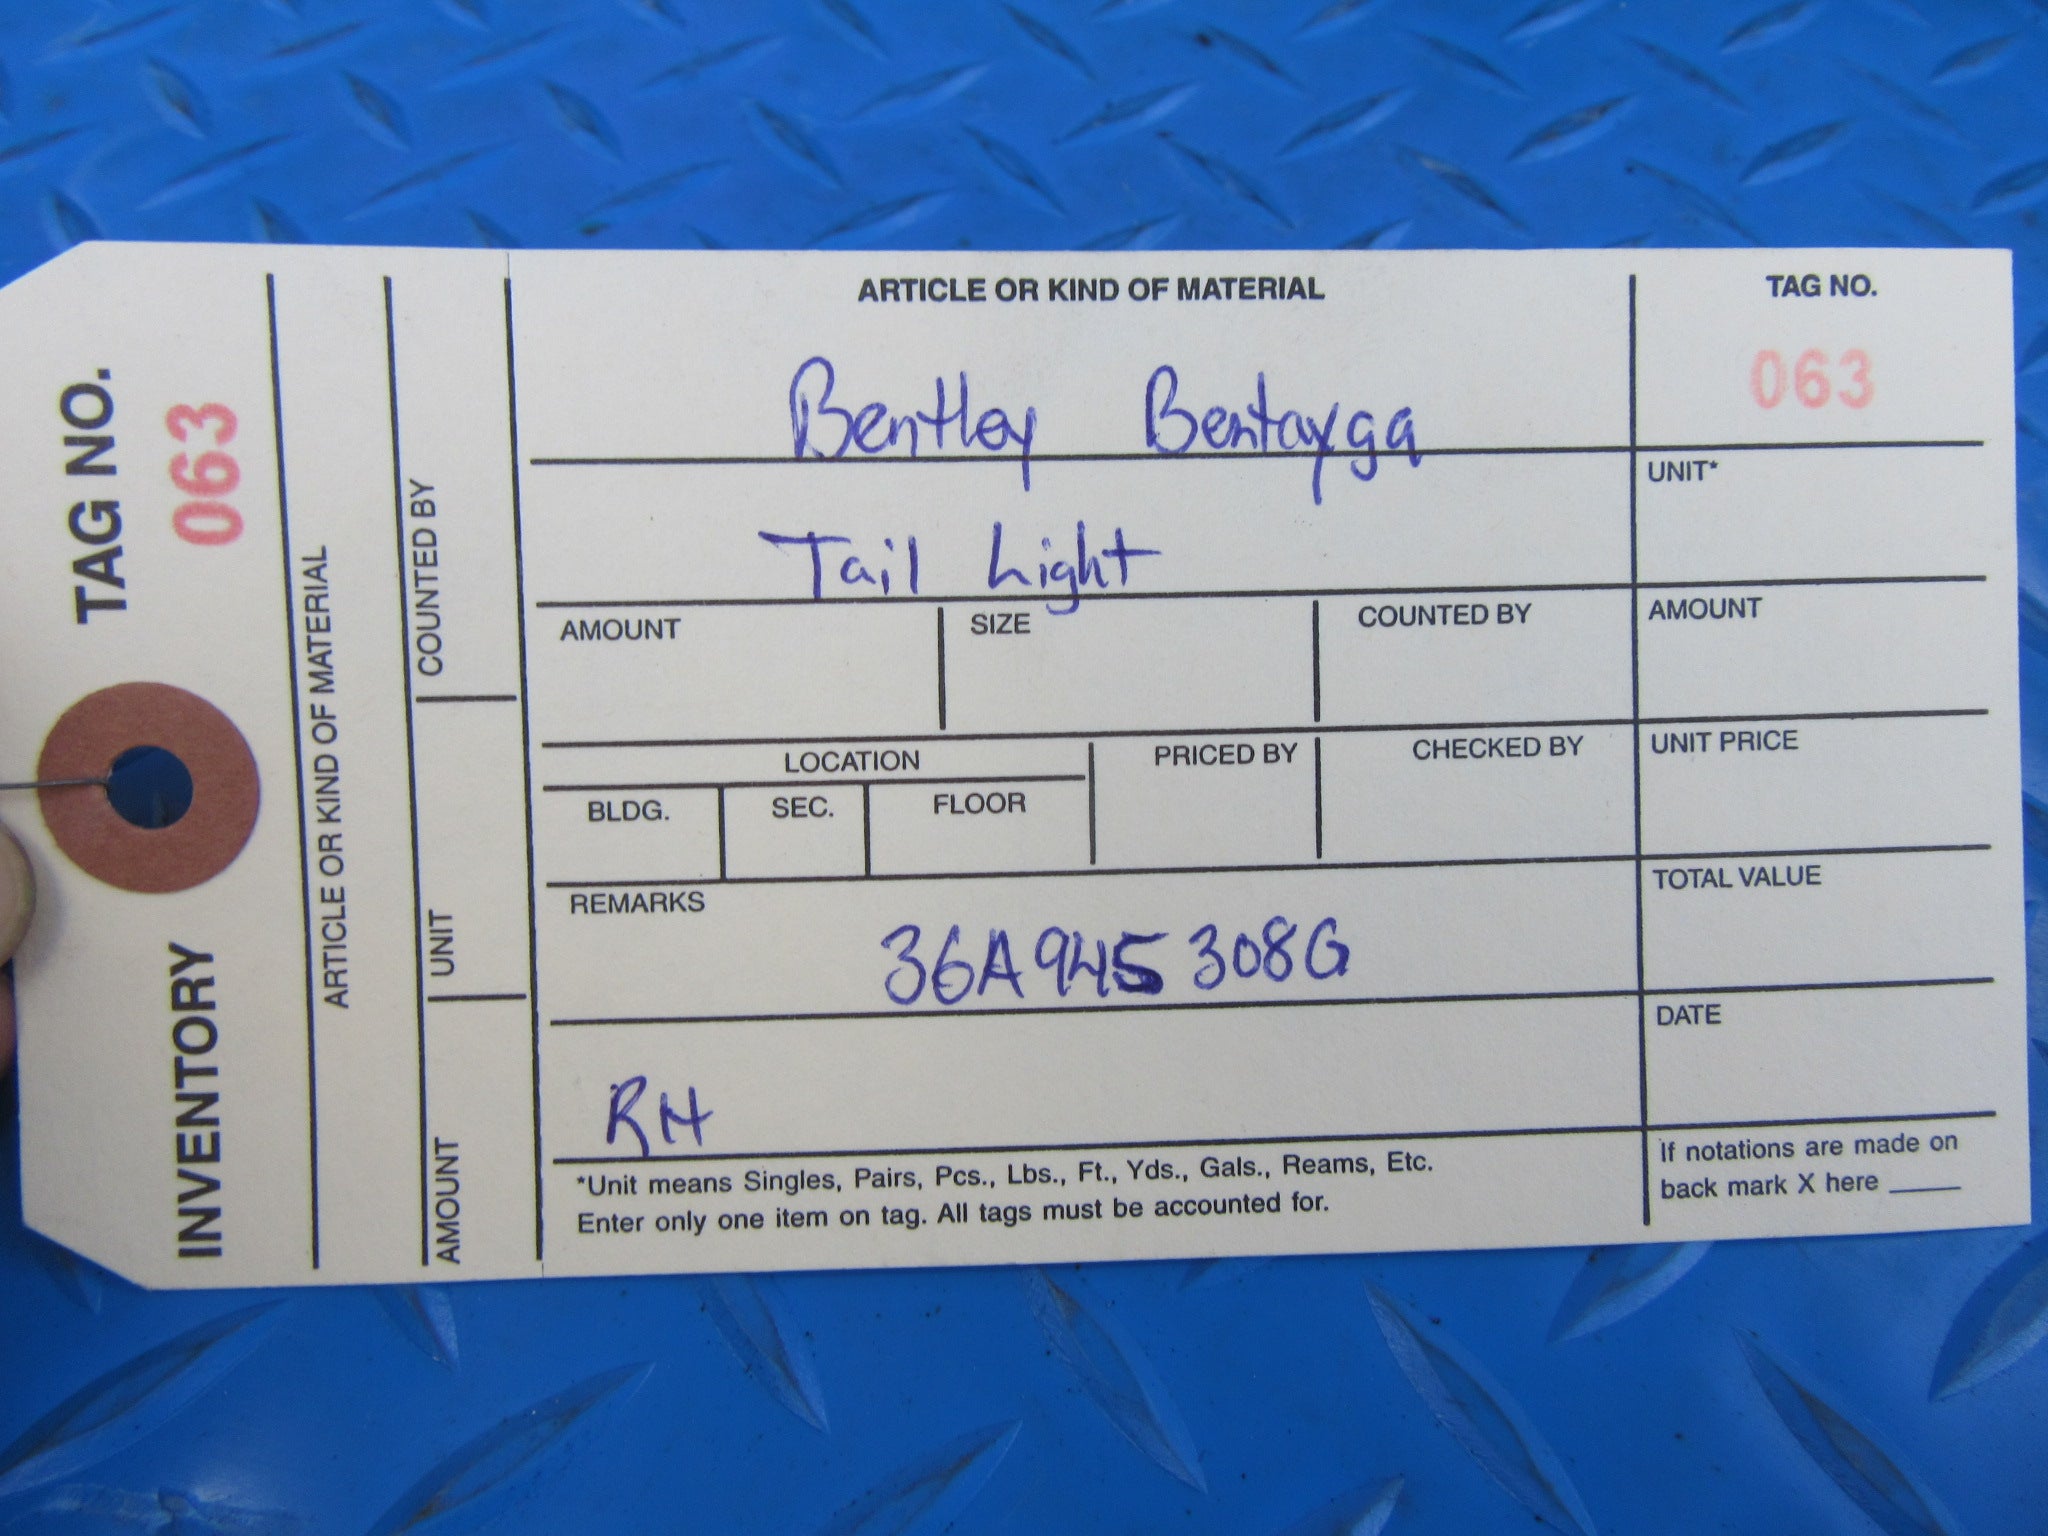 INVENTORY TAG NO.
063
ARTICLE OR KIND OF MATERIAL
AMOUNT UNIT COUNTED BY
ARTICLE OR KIND OF MATERIAL
TAG NO.
063
Bentley Bentayga
UNIT*
Tail Light
AMOUNT SIZE COUNTED BY AMOUNT
LOCATION PRICED BY CHECKED BY UNIT PRICE
BLDG. SEC. FLOOR
REMARKS TOTAL VALUE
36A945 308G
DATE
RH
*Unit means Singles, Pairs, Pcs., Lbs., Ft., Yds., Gals., Reams, Etc.
Enter only one item on tag. All tags must be accounted for.
If notations are made on
back mark X here _____